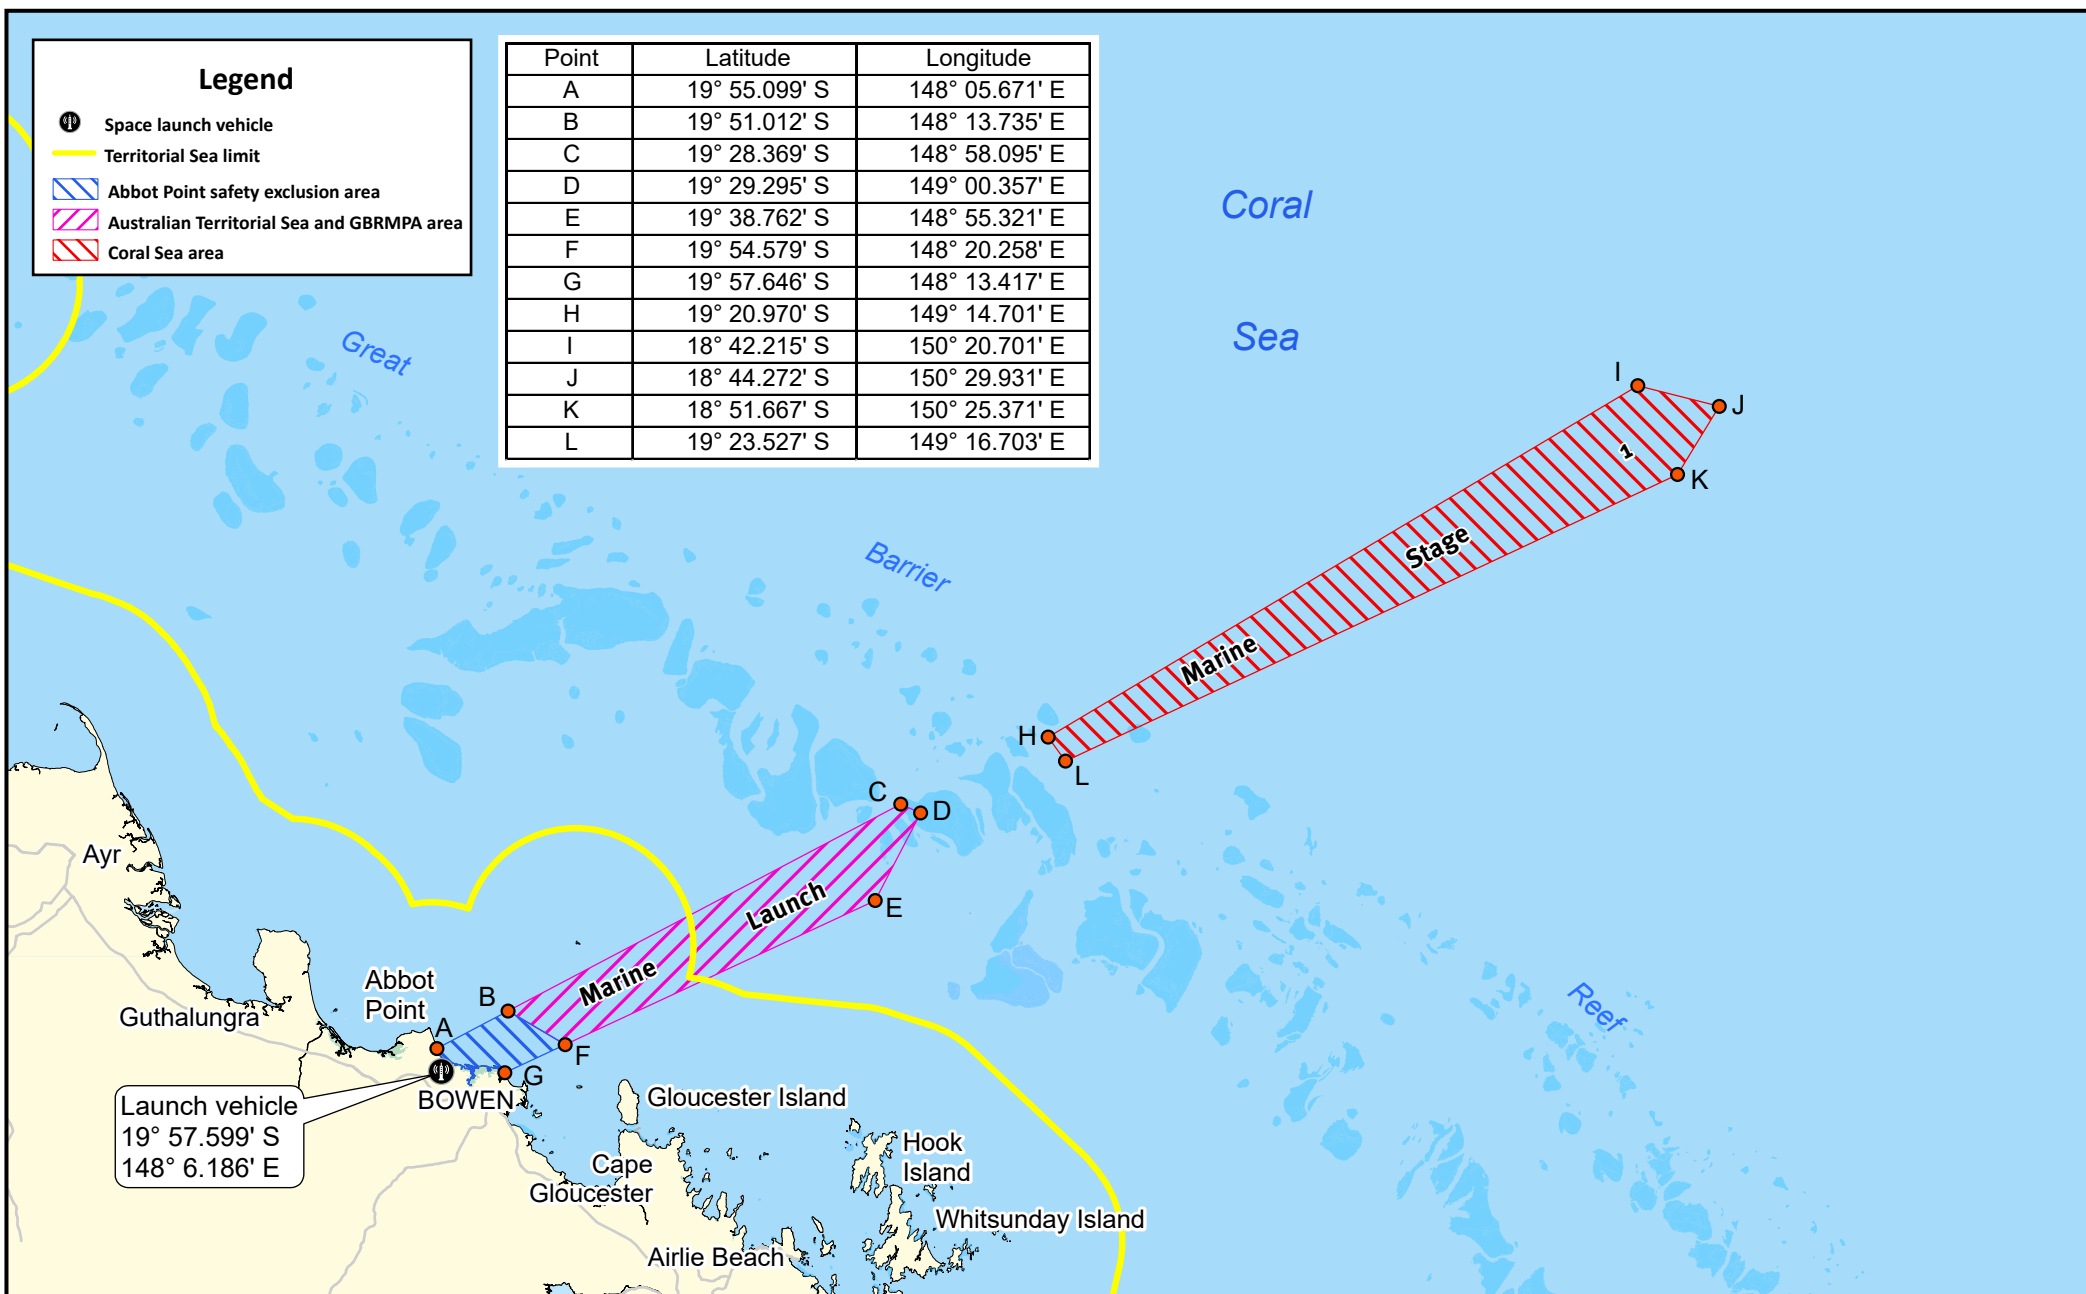 Legend
Space launch vehicle
Territorial Sea limit
Abbot Point safety exclusion area
Australian Territorial Sea and GBRMPA area
Coral Sea area
Point Latitude Longitude
A 19° 55.099' S 148° 05.671' E
B 19° 51.012' S 148° 13.735' E
C 19° 28.369' S 148° 58.095' E
D 19° 29.295' S 149° 00.357' E
E 19° 38.762' S 148° 55.321' E
F 19° 54.579' S 148° 20.258' E
G 19° 57.646' S 148° 13.417' E
H 19° 20.970' S 149° 14.701' E
I 18° 42.215' S 150° 20.701' E
J 18° 44.272' S 150° 29.931' E
K 18° 51.667' S 150° 25.371' E
L 19° 23.527' S 149° 16.703' E
Coral
Sea
Great
Barrier
Reef
I
J
K
1
Stage
Marine
H
L
C
D
E
Launch
Marine
B
A
F
G
Ayr
Guthalungra
Abbot
Point
BOWEN
Launch vehicle
19° 57.599' S
148° 6.186' E
Gloucester Island
Cape
Gloucester
Hook
Island
Whitsunday Island
Airlie Beach